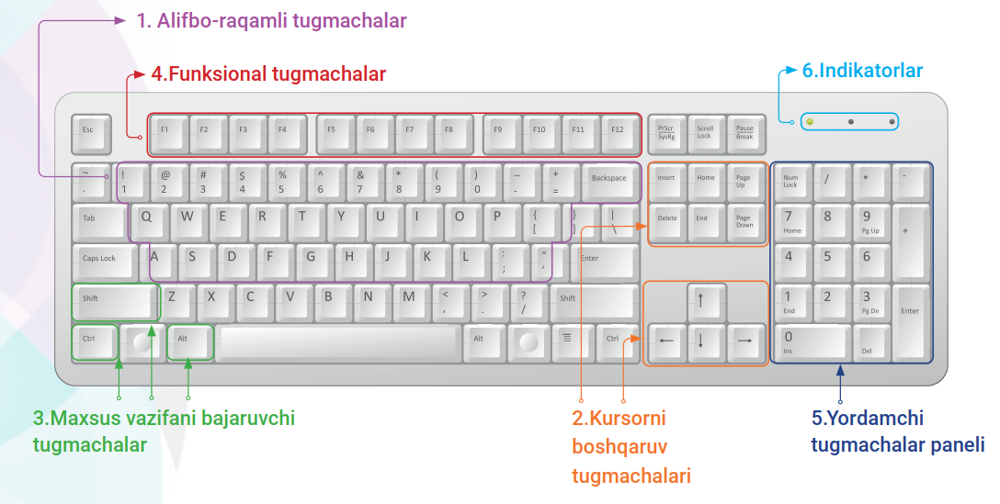 1. Alifbo-raqamli tugmachalar
4.Funksional tugmachalar
6.Indikatorlar
Esc F1 F2 F3 F4 F5 F6 F7 F8 F9 F10 F11 F12 PrScr Scroll Pause
SysRg Lock Break
~ ! @ # $ % ^ & * ( ) – + Backspace Insert Home Page Num / * -
. 1 2 3 4 5 6 7 8 9 0 - = Up Lock
Tab Q W E R T Y U I O P { } | Delete End Page 7 8 9 +
[ ] \ Down Home Pg Up
Caps Lock A S D F G H J K L : " Enter 4 5 6
; ,
Shift Z X C V B N M < > ? Shift ↑ 1 2 3 Enter
, . / End Pg Dn
Ctrl Alt Alt Ctrl ← ↓ → 0
Ins Del
3.Maxsus vazifani bajaruvchi
tugmachalar
2.Kursorni
boshqaruv
tugmachalari
5.Yordamchi
tugmachalar paneli